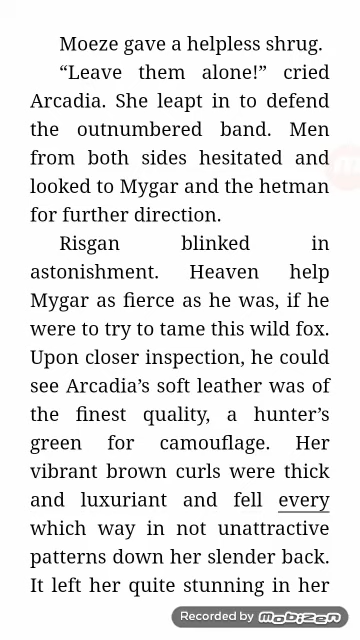 Moeze gave a helpless shrug.
“Leave them alone!” cried
Arcadia. She leapt in to defend
the outnumbered band. Men
from both sides hesitated and
looked to Mygar and the hetman
for further direction.
Risgan blinked in
astonishment. Heaven help
Mygar as fierce as he was, if he
were to try to tame this wild fox.
Upon closer inspection, he could
see Arcadia’s soft leather was of
the finest quality, a hunter’s
green for camouflage. Her
vibrant brown curls were thick
and luxuriant and fell every
which way in not unattractive
patterns down her slender back.
It left her quite stunning in her
Recorded by mobizen